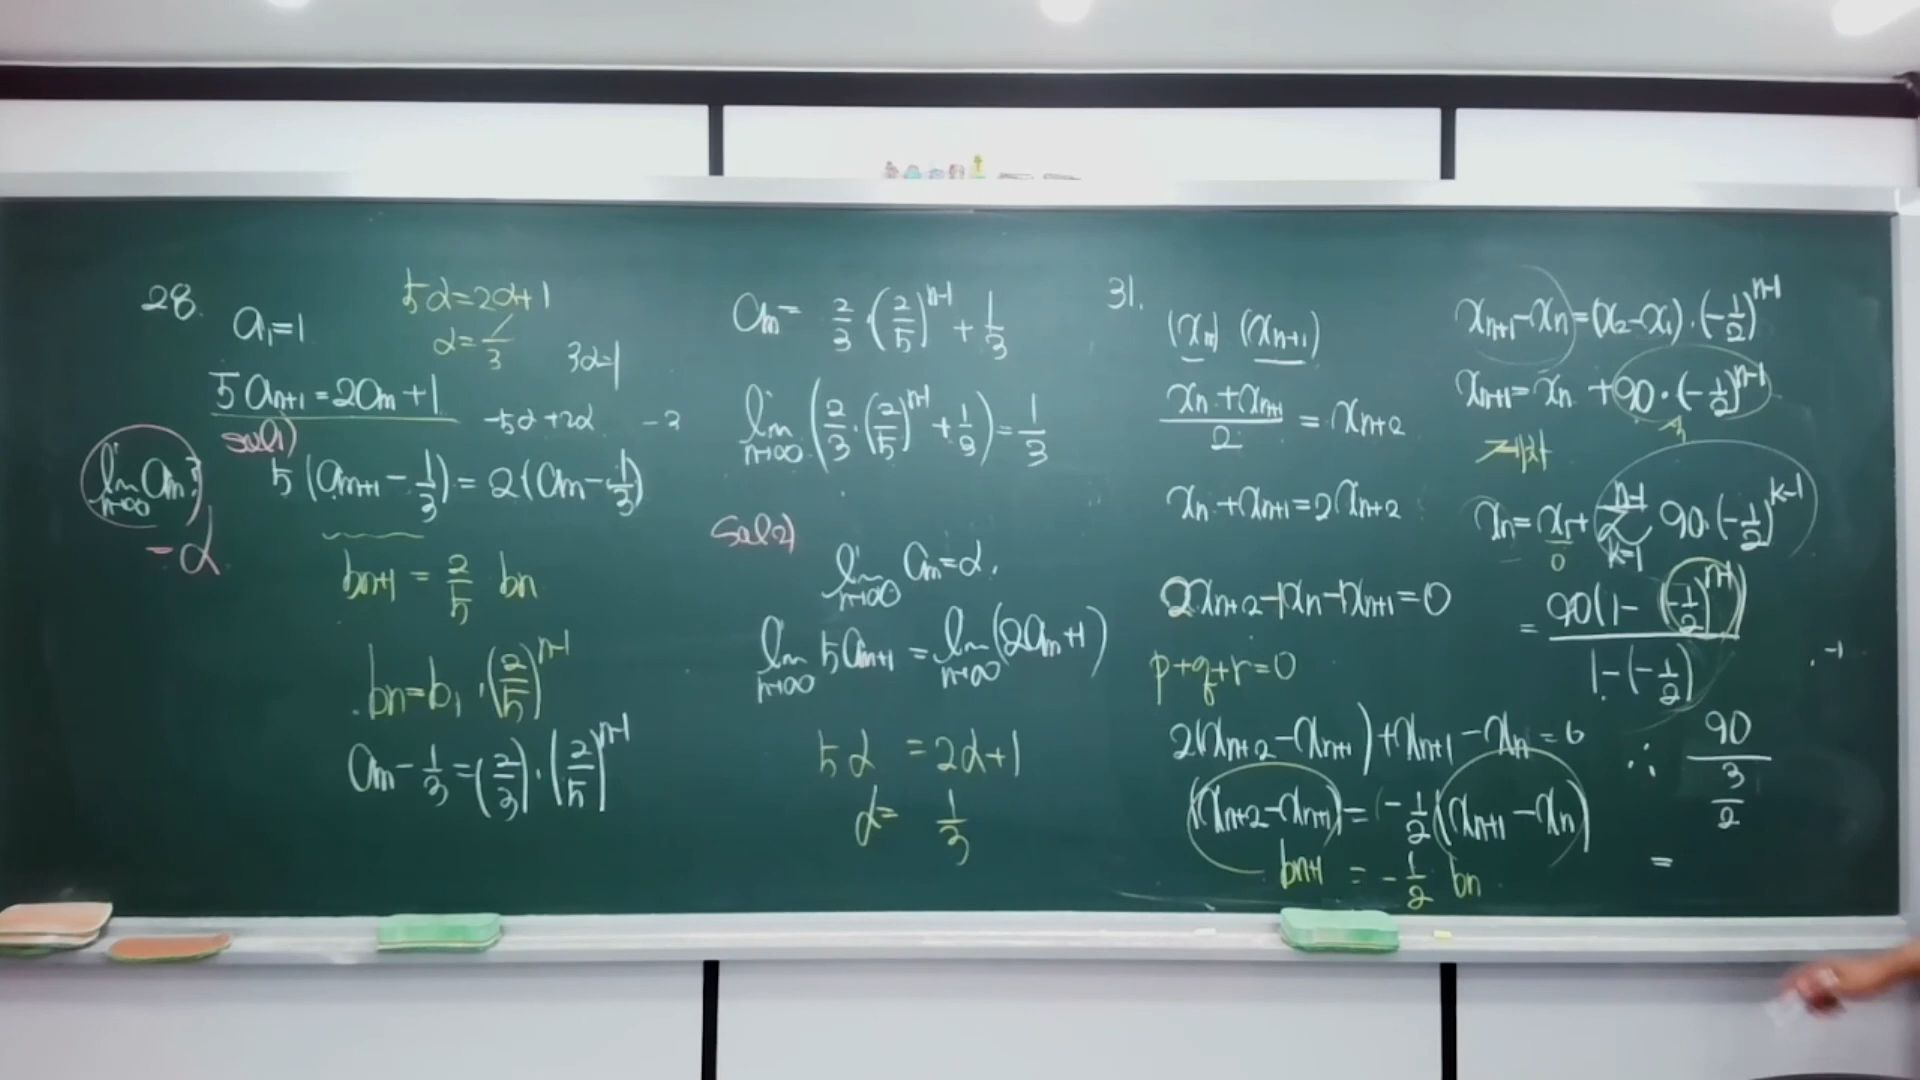 28.
a₁=1
5α=2α+1
3α=1
5aₙ₊₁=2aₙ+1
-5α+2α
sol1)
lim n→∞ aₙ?
=α
5(aₙ₊₁-1/3)=2(aₙ-1/3)
bₙ₊₁=2/5 bₙ
bₙ=b₁·(2/5)ⁿ⁻¹
aₙ-1/3=(2/3)·(2/5)ⁿ⁻¹
aₙ=2/3·(2/5)ⁿ⁻¹+1/3
lim n→∞ (2/3·(2/5)ⁿ⁻¹+1/3)=1/3
sol2)
lim n→∞ aₙ=α.
lim n→∞ 5aₙ₊₁=lim n→∞ (2aₙ+1)
5α=2α+1
α=1/3
31.
(xₙ) (xₙ₊₁)
(xₙ+xₙ₊₁)/2=xₙ₊₂
xₙ+xₙ₊₁=2xₙ₊₂
2xₙ₊₂-1xₙ-1xₙ₊₁=0
p+q+r=0
2(xₙ₊₂-xₙ₊₁)+xₙ₊₁-xₙ=0
(xₙ₊₂-xₙ₊₁)=-1/2(xₙ₊₁-xₙ)
bₙ₊₁=-1/2 bₙ
xₙ₊₁-xₙ=(x₂-x₁)·(-1/2)ⁿ⁻¹
xₙ₊₁=xₙ+90·(-1/2)ⁿ⁻¹
xₙ=x₁+∑ k=1 n-1 90·(-1/2)ᵏ⁻¹
0
=90(1-(-1/2)ⁿ⁻¹)/(1-(-1/2))
∴ 90/(3/2)
=